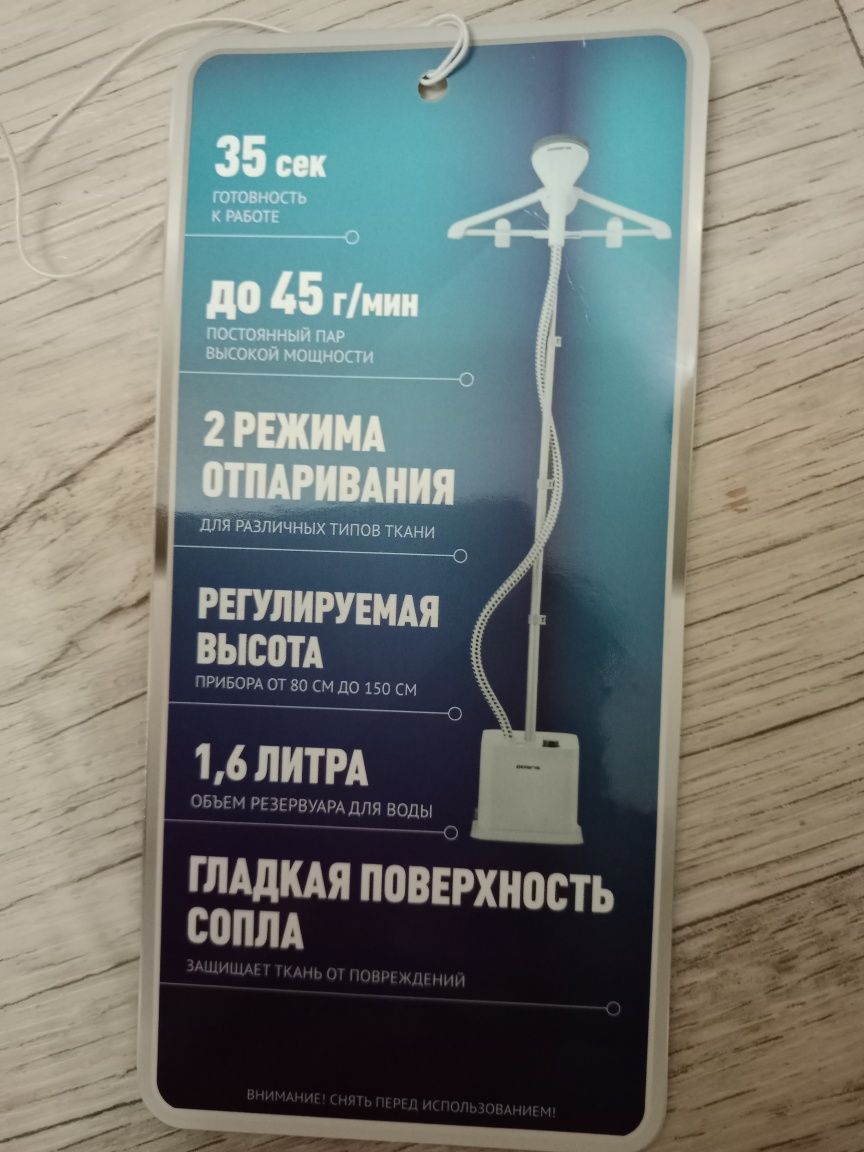 35 сек
ГОТОВНОСТЬ
К РАБОТЕ
до 45 г/мин
ПОСТОЯННЫЙ ПАР
ВЫСОКОЙ МОЩНОСТИ
2 РЕЖИМА
ОТПАРИВАНИЯ
ДЛЯ РАЗЛИЧНЫХ ТИПОВ ТКАНИ
РЕГУЛИРУЕМАЯ
ВЫСОТА
ПРИБОРА ОТ 80 СМ ДО 150 СМ
1,6 ЛИТРА
ОБЪЕМ РЕЗЕРВУАРА ДЛЯ ВОДЫ
ГЛАДКАЯ ПОВЕРХНОСТЬ
СОПЛА
ЗАЩИЩАЕТ ТКАНЬ ОТ ПОВРЕЖДЕНИЙ
ВНИМАНИЕ! СНЯТЬ ПЕРЕД ИСПОЛЬЗОВАНИЕМ!